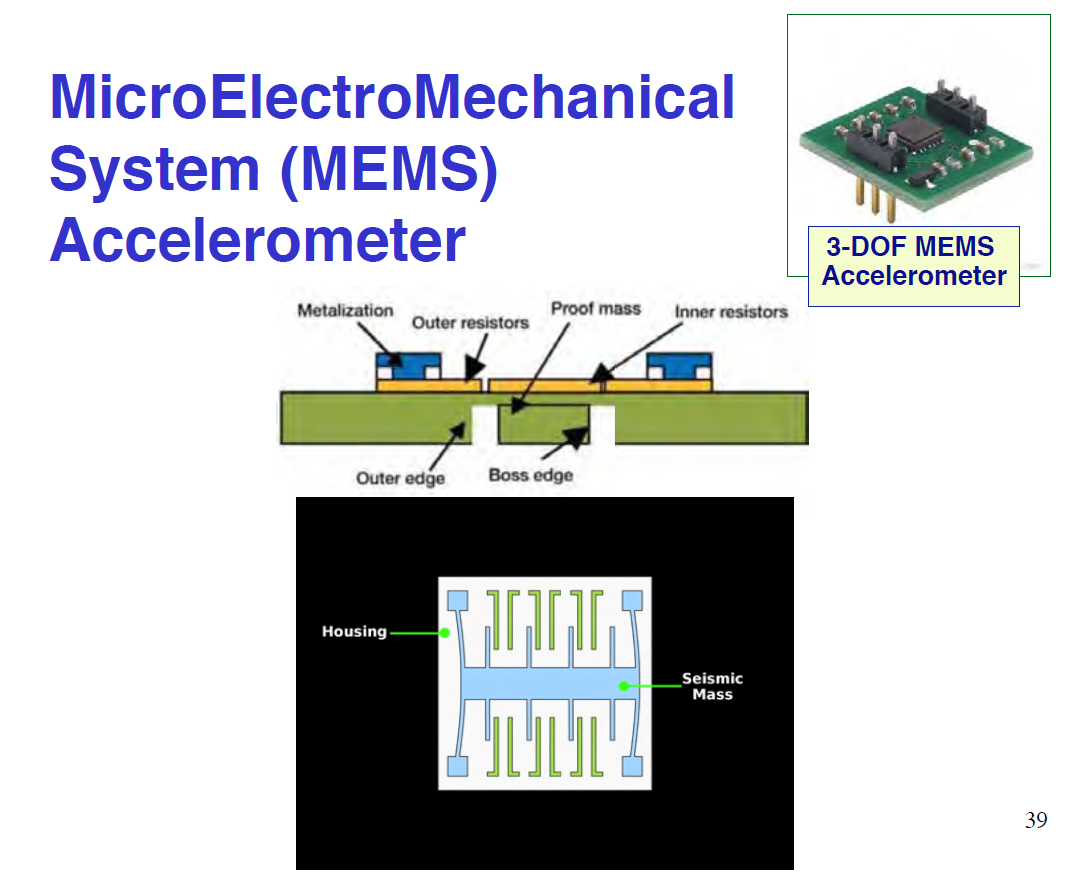 MicroElectroMechanical
System (MEMS)
Accelerometer
3-DOF MEMS
Accelerometer
Metalization
Outer resistors
Proof mass
Inner resistors
Outer edge
Boss edge
Housing
Seismic
Mass
39